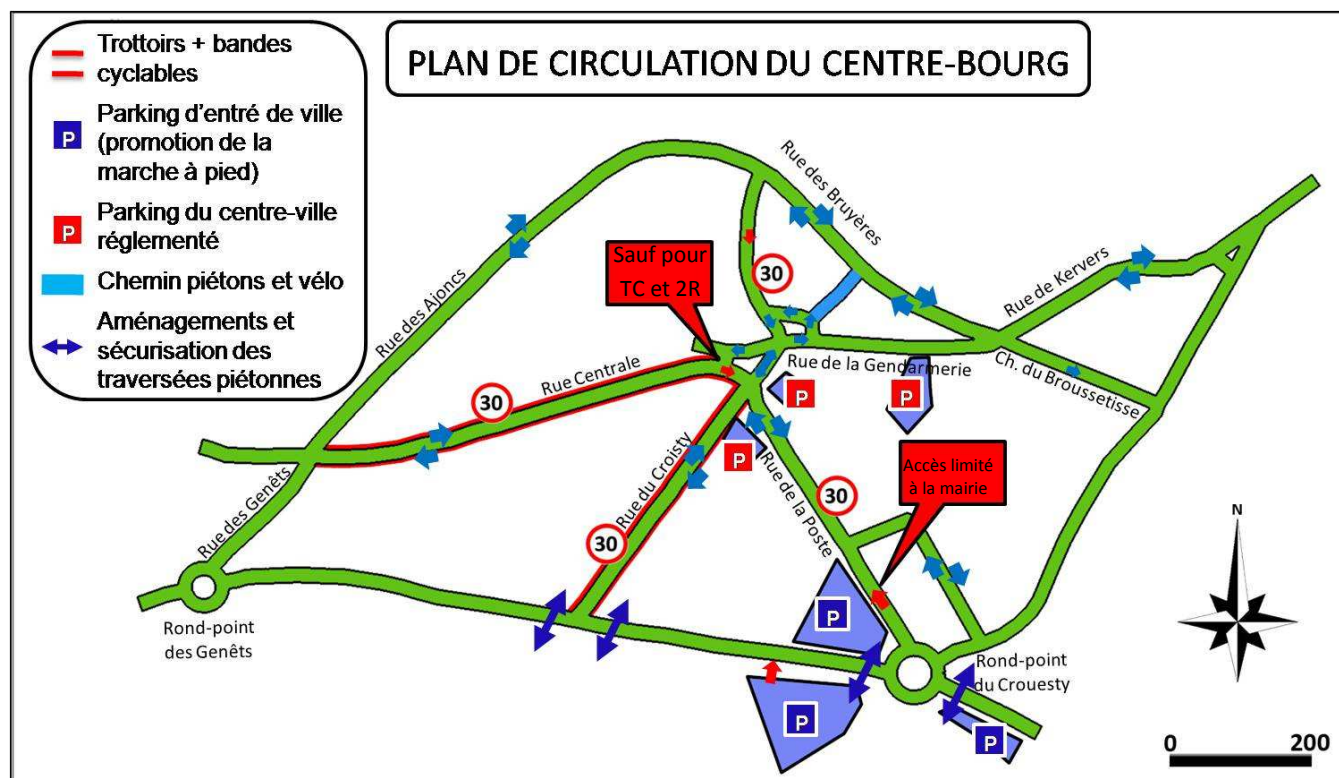 PLAN DE CIRCULATION DU CENTRE-BOURG
Trottoirs + bandes
cyclables
P
Parking d'entré de ville
(promotion de la
marche à pied)
P
Parking du centre-ville
réglementé
Chemin piétons et vélo
Aménagements et
sécurisation des
traversées piétonnes
Rue des Bruyères
Rue des Ajoncs
Sauf pour
TC et 2R
30
Rue de Kervers
Rue Centrale
30
Rue de la Gendarmerie
Ch. du Broussetisse
P
P
P
Rue du Croisty
Rue de la Poste
Accès limité
à la mairie
30
30
Rue des Genêts
N
Rond-point
des Genêts
P
Rond-point
du Crouesty
P
P
0 200